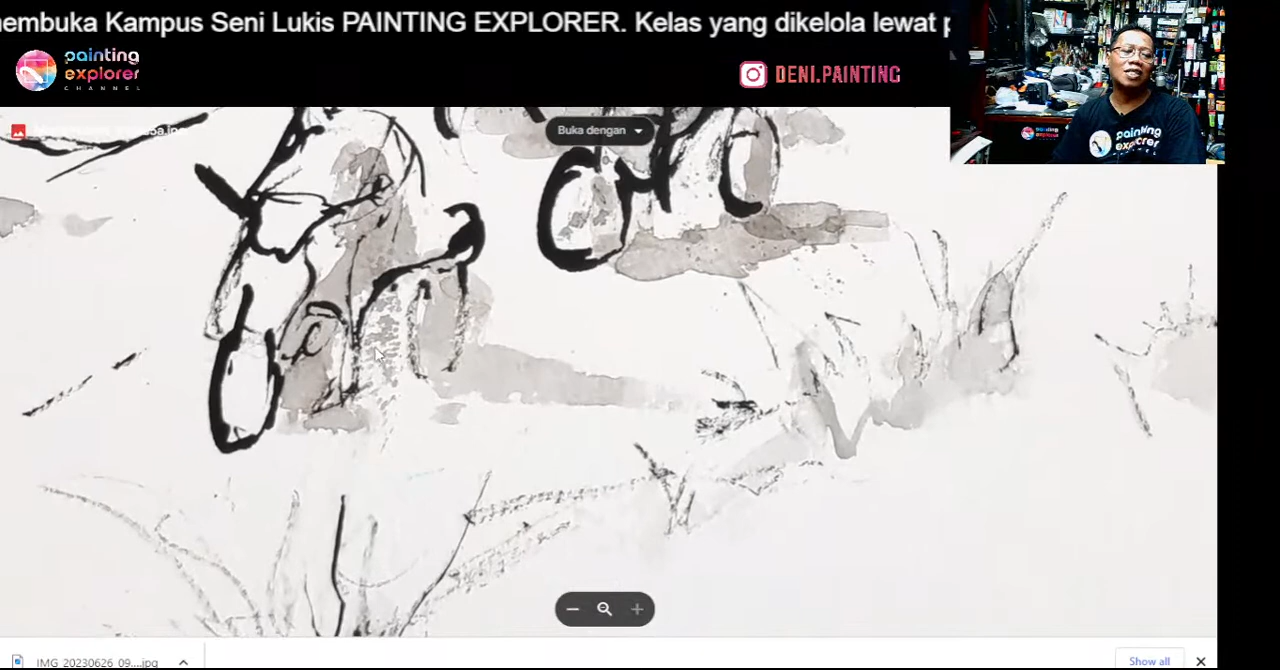 embuka Kampus Seni Lukis PAINTING EXPLORER. Kelas yang dikelola lewat p
painting
explorer
CHANNEL
DENI.PAINTING
Buka dengan
painting
explorer
IMG_20230626_09....jpg
Show all